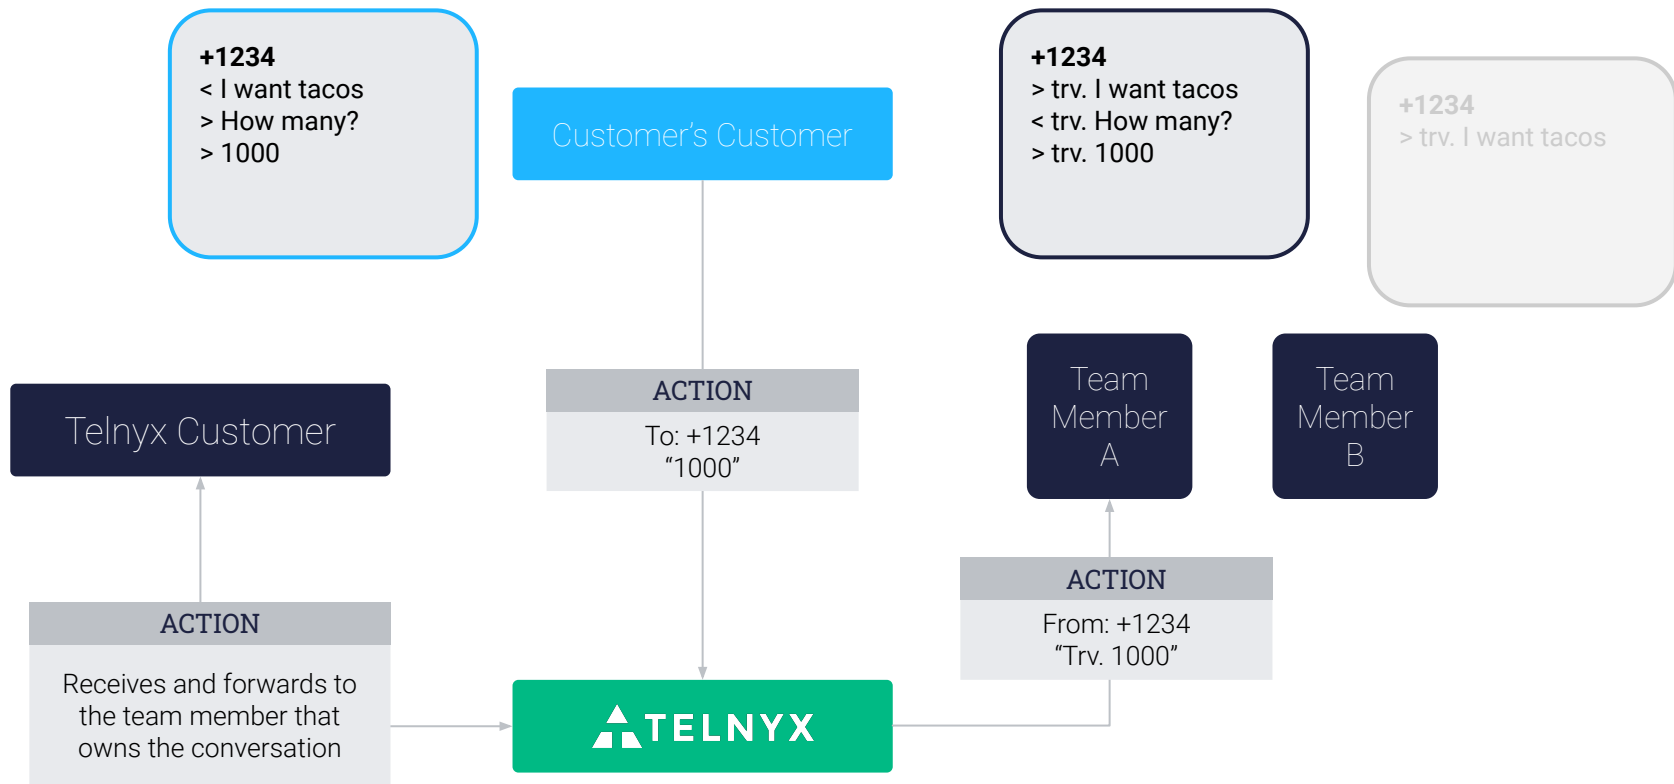 +1234
< I want tacos
> How many?
> 1000
Customer’s Customer
+1234
> trv. I want tacos
< trv. How many?
> trv. 1000
+1234
> trv. I want tacos
Telnyx Customer
ACTION
To: +1234
“1000”
Team
Member
A
Team
Member
B
ACTION
Receives and forwards to
the team member that
owns the conversation
ACTION
From: +1234
“Trv. 1000”
TELNYX